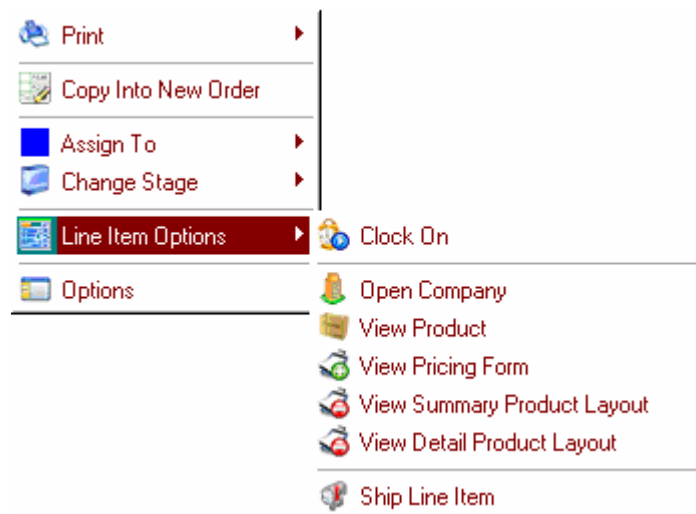 Print
Copy Into New Order
Assign To
Change Stage
Line Item Options
Options
Clock On
Open Company
View Product
View Pricing Form
View Summary Product Layout
View Detail Product Layout
Ship Line Item